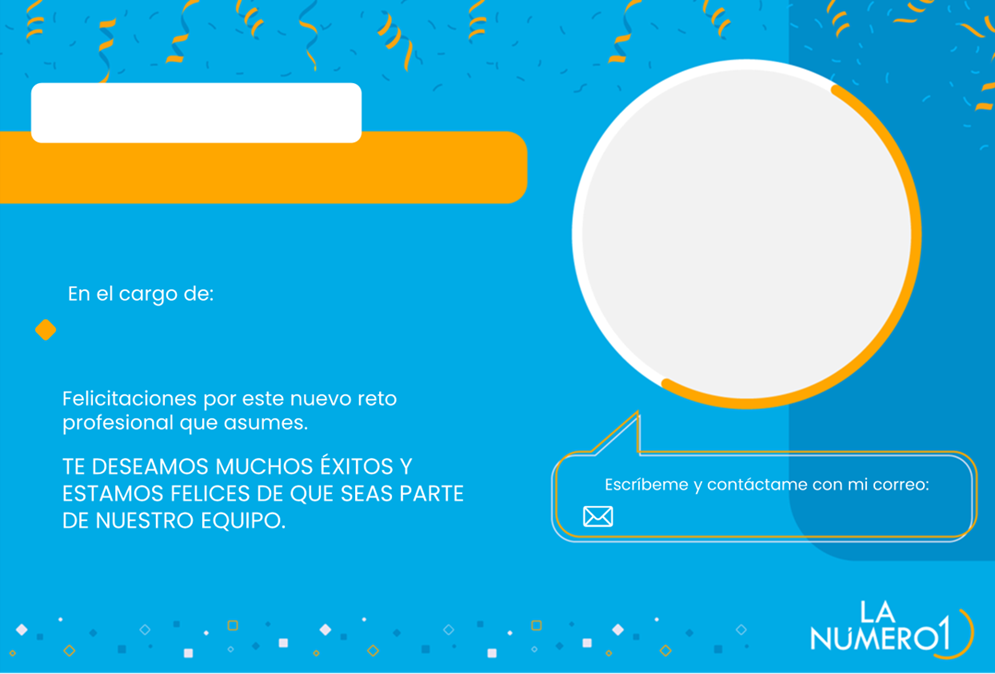 En el cargo de:
Felicitaciones por este nuevo reto
profesional que asumes.
TE DESEAMOS MUCHOS ÉXITOS Y
ESTAMOS FELICES DE QUE SEAS PARTE
DE NUESTRO EQUIPO.
Escríbeme y contáctame con mi correo:
LA
NÚMERO1